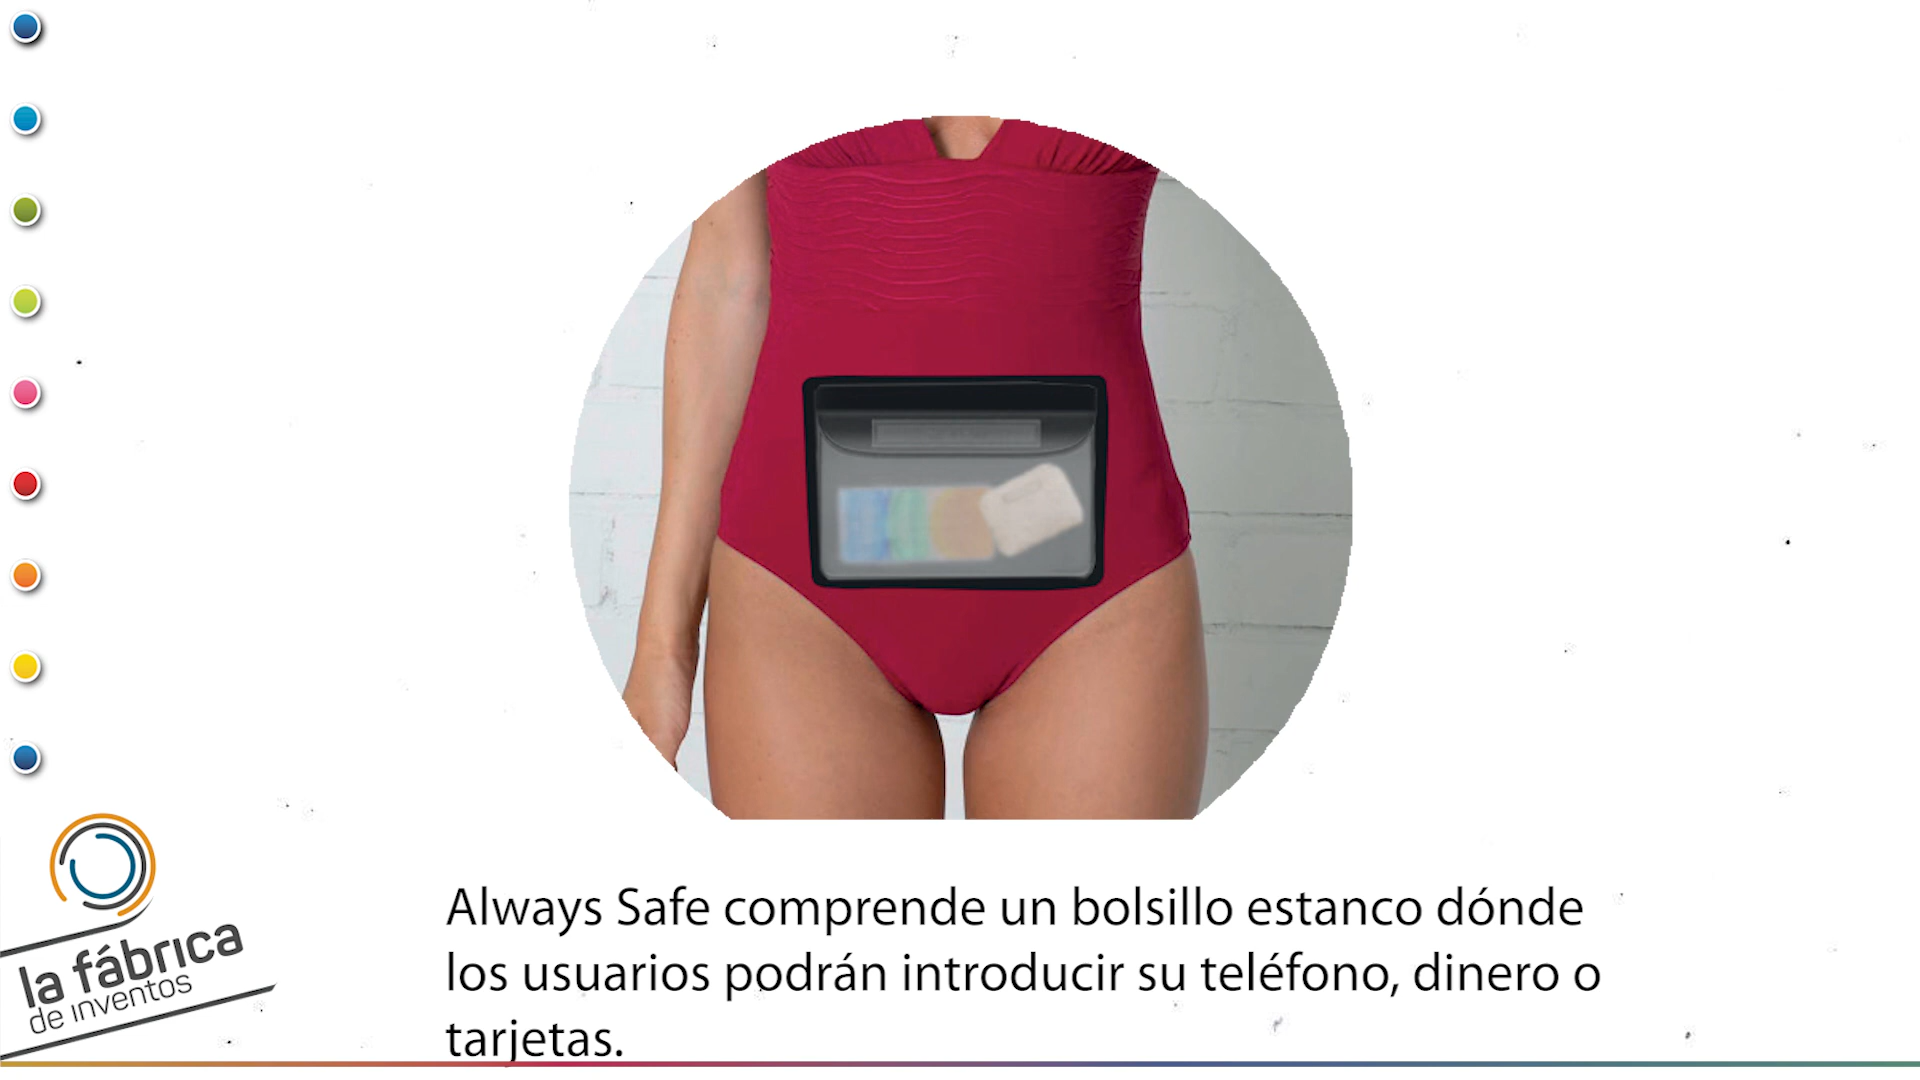 Always Safe comprende un bolsillo estanco dónde
los usuarios podrán introducir su teléfono, dinero o
tarjetas.
la fábrica
de inventos